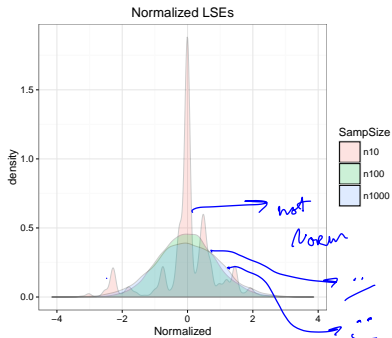 Normalized LSEs
density
1.5
1.0
0.5
0.0
-4
-2
0
2
4
Normalized
SampSize
n10
n100
n1000
not
Norm